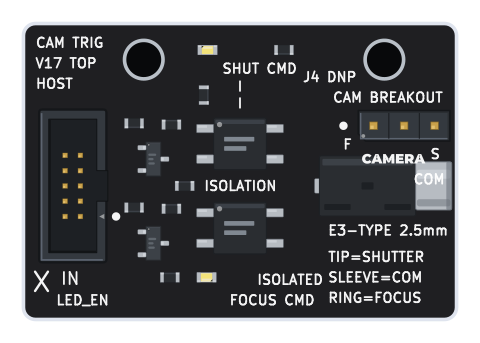 CAM TRIG
V17 TOP
HOST
SHUT CMD
J4 DNP
CAM BREAKOUT
F
S
CAMERA
COM
ISOLATION
E3-TYPE 2.5mm
TIP=SHUTTER
SLEEVE=COM
RING=FOCUS
ISOLATED
FOCUS CMD
X IN
LED_EN